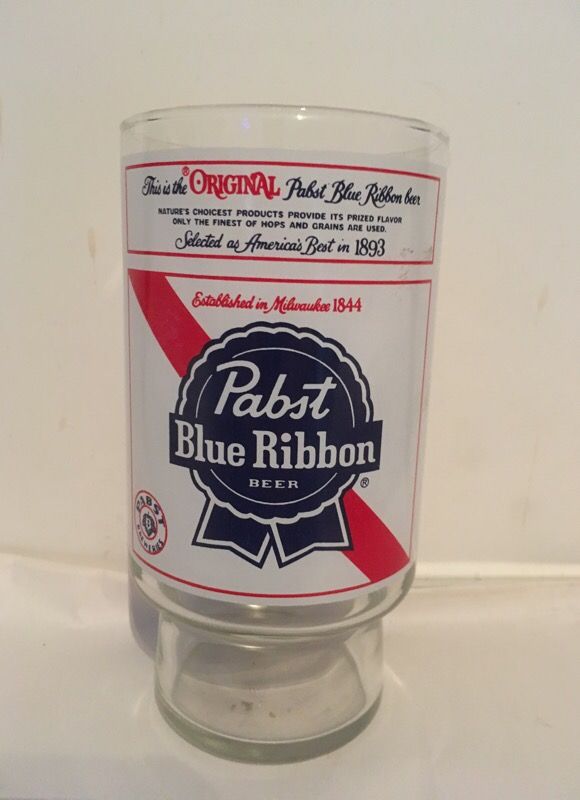 This is the ®ORIGINAL Pabst Blue Ribbon beer
NATURE'S CHOICEST PRODUCTS PROVIDE ITS PRIZED FLAVOR
ONLY THE FINEST OF HOPS AND GRAINS ARE USED.
Selected as America's Best in 1893
Established in Milwaukee 1844
Pabst
Blue Ribbon
BEER ®
PABST
BREWERIES
B